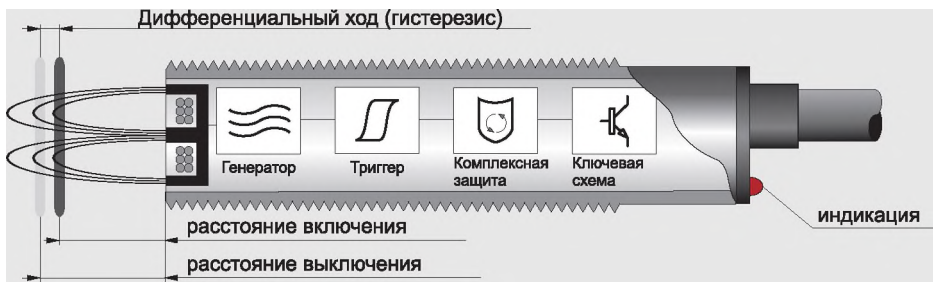 Дифференциальный ход (гистерезис)
Генератор
Триггер
Комплексная
защита
Ключевая
схема
индикация
расстояние включения
расстояние выключения